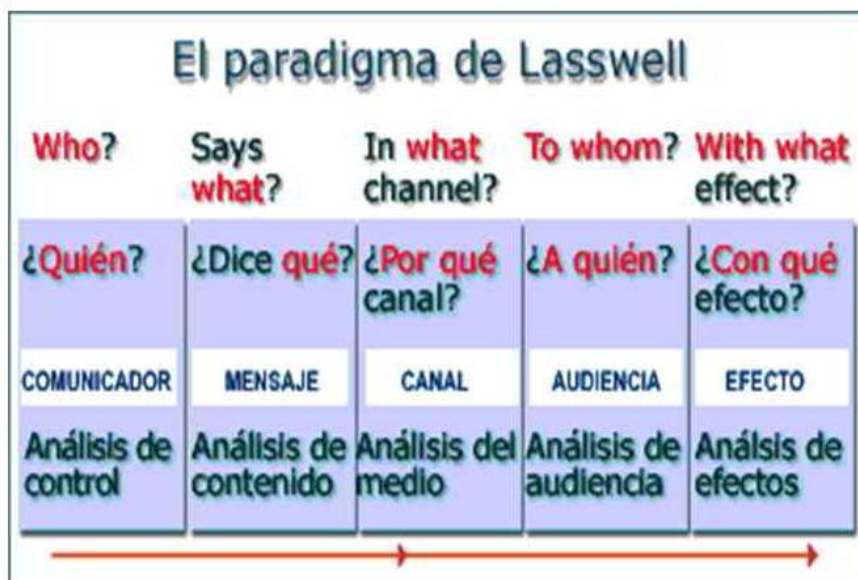 El paradigma de Lasswell
Who?
Says
what?
In what
channel?
To whom?
With what
effect?
¿Quién?
¿Dice qué?
¿Por qué
canal?
¿A quién?
¿Con qué
efecto?
COMUNICADOR
MENSAJE
CANAL
AUDIENCIA
EFECTO
Análisis de
control
Análisis de
contenido
Análisis del
medio
Análisis de
audiencia
Análsis de
efectos